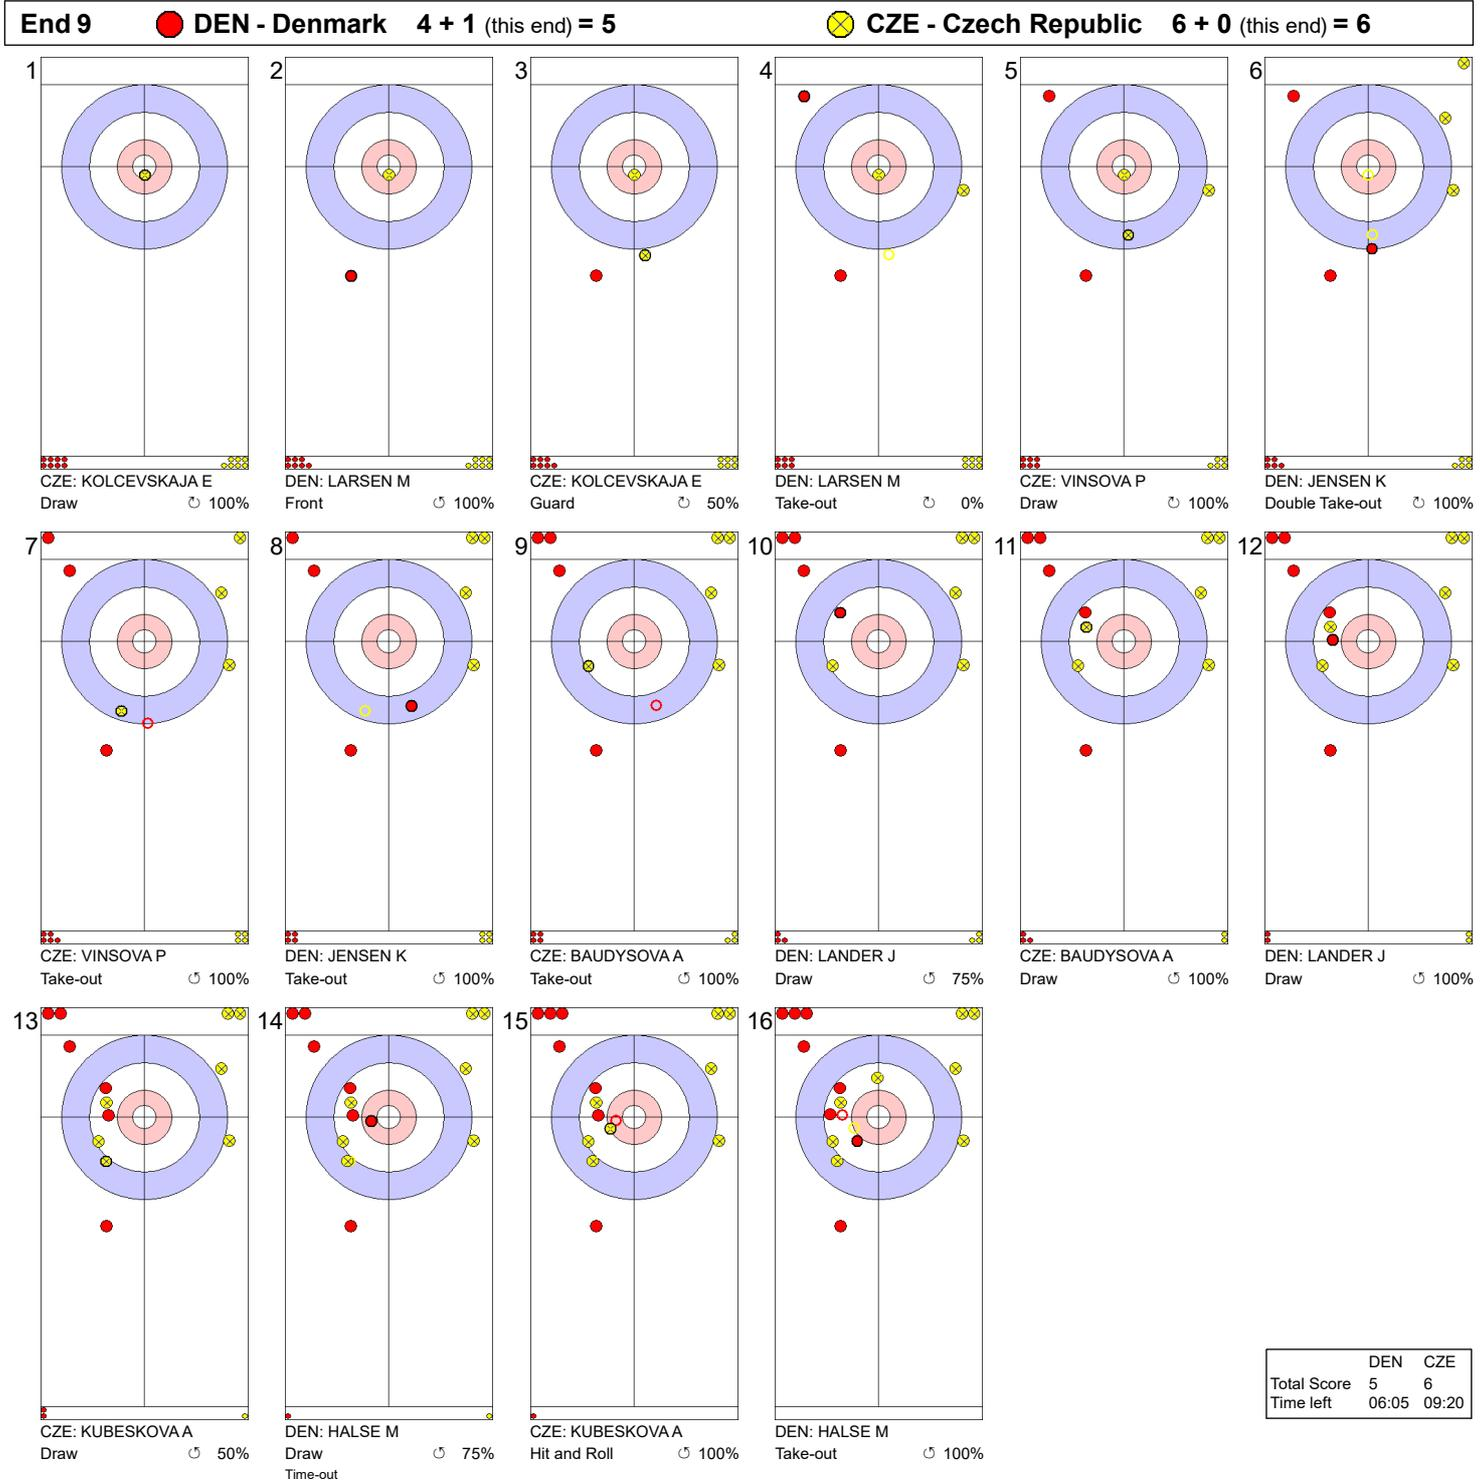 End 9 DEN - Denmark 4 + 1 (this end) = 5 CZE - Czech Republic 6 + 0 (this end) = 6
1 2 3 4 5 6
CZE: KOLCEVSKAJA E DEN: LARSEN M CZE: KOLCEVSKAJA E DEN: LARSEN M CZE: VINSOVA P DEN: JENSEN K
Draw ↻ 100% Front ↺ 100% Guard ↻ 50% Take-out ↻ 0% Draw ↻ 100% Double Take-out ↻ 100%
7 8 9 10 11 12
CZE: VINSOVA P DEN: JENSEN K CZE: BAUDYSOVA A DEN: LANDER J CZE: BAUDYSOVA A DEN: LANDER J
Take-out ↺ 100% Take-out ↺ 100% Take-out ↺ 100% Draw ↺ 75% Draw ↺ 100% Draw ↺ 100%
13 14 15 16
CZE: KUBESKOVA A DEN: HALSE M CZE: KUBESKOVA A DEN: HALSE M
Draw ↺ 50% Draw ↺ 75% Hit and Roll ↺ 100% Take-out ↺ 100%
Time-out
DEN CZE
Total Score 5 6
Time left 06:05 09:20